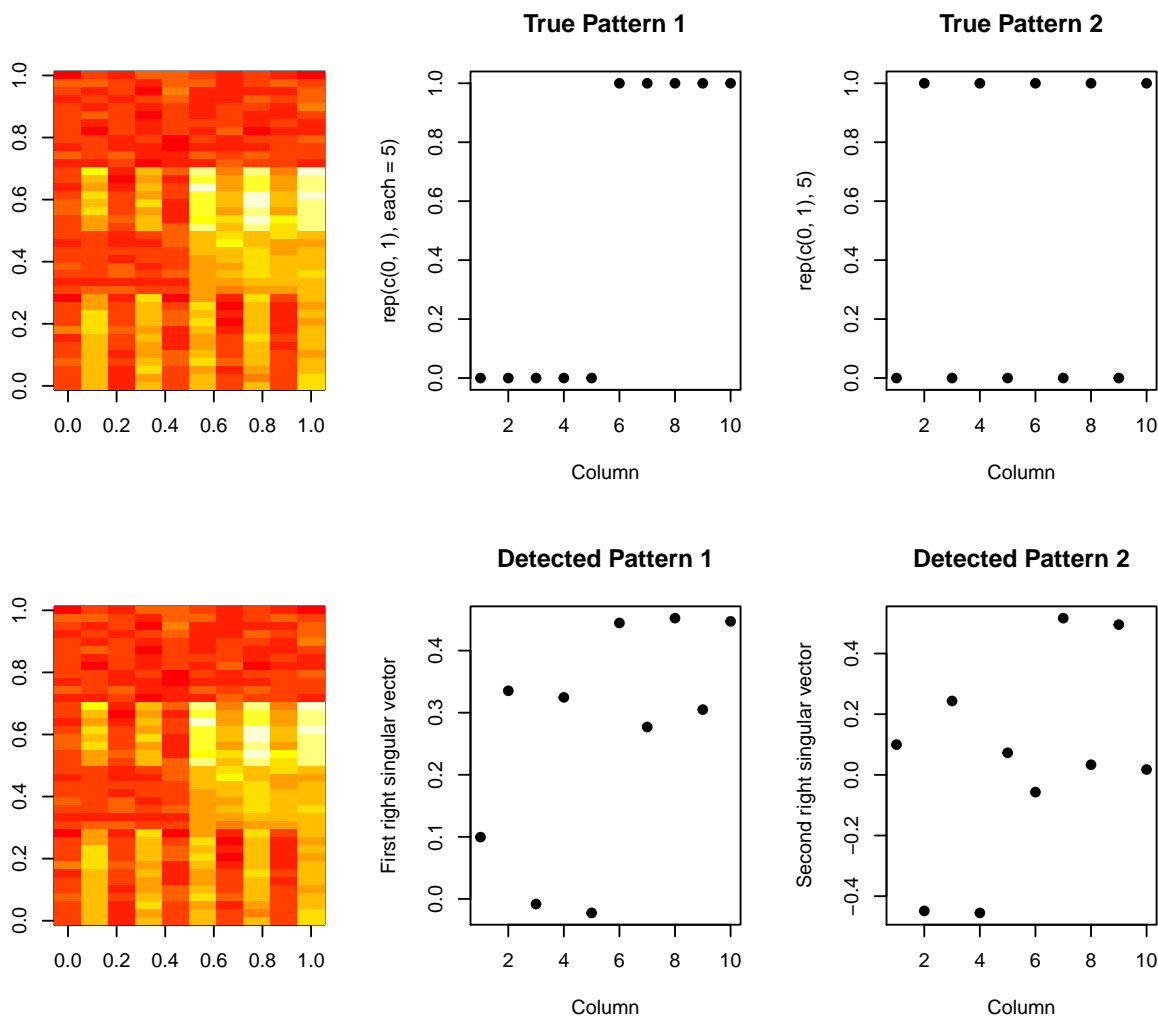 True Pattern 1
True Pattern 2
1.0
0.8
0.6
0.4
0.2
0.0
0.0 0.2 0.4 0.6 0.8 1.0
rep(c(0, 1), each = 5)
1.0
0.8
0.6
0.4
0.2
0.0
2 4 6 8 10
Column
rep(c(0, 1), 5)
1.0
0.8
0.6
0.4
0.2
0.0
2 4 6 8 10
Column
Detected Pattern 1
Detected Pattern 2
1.0
0.8
0.6
0.4
0.2
0.0
0.0 0.2 0.4 0.6 0.8 1.0
First right singular vector
0.4
0.3
0.2
0.1
0.0
2 4 6 8 10
Column
Second right singular vector
0.4
0.2
0.0
−0.2
−0.4
2 4 6 8 10
Column